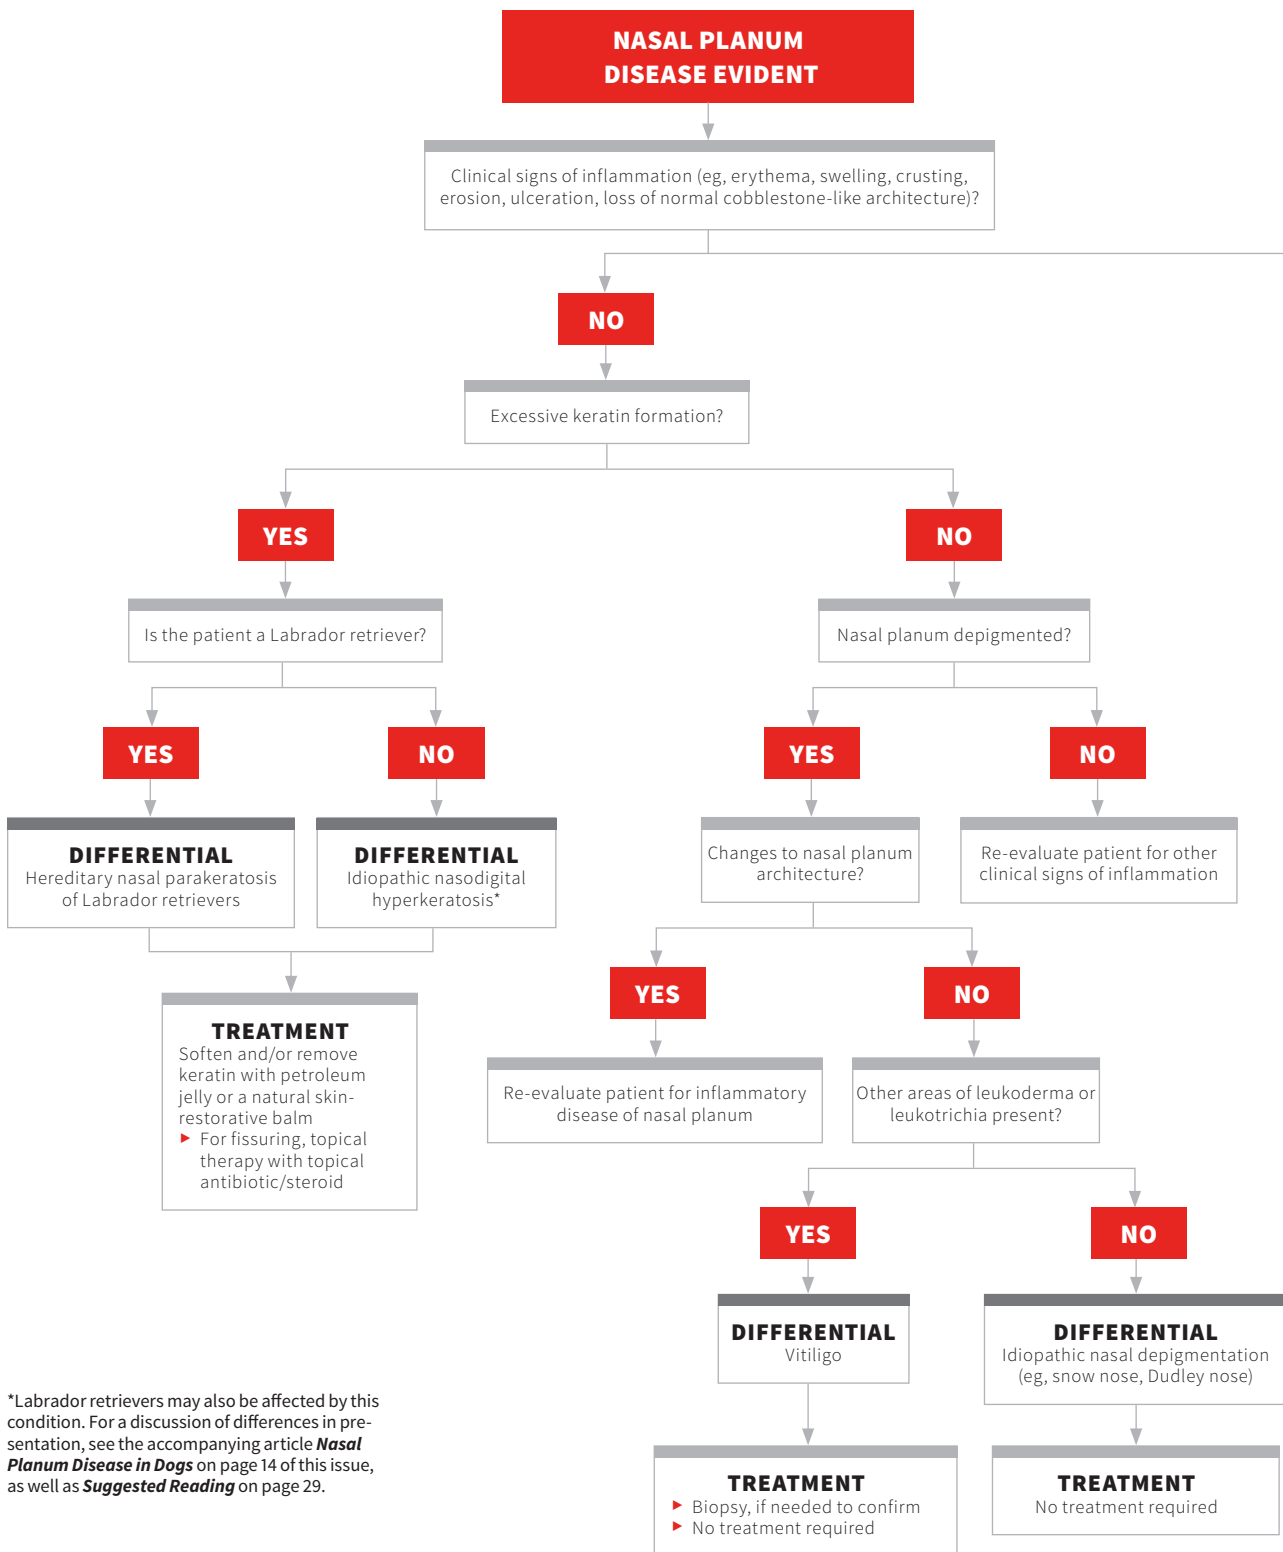 NASAL PLANUM
DISEASE EVIDENT
Clinical signs of inflammation (eg, erythema, swelling, crusting,
erosion, ulceration, loss of normal cobblestone-like architecture)?
NO
Excessive keratin formation?
YES
NO
Is the patient a Labrador retriever?
Nasal planum depigmented?
YES
NO
YES
NO
DIFFERENTIAL
Hereditary nasal parakeratosis
of Labrador retrievers
DIFFERENTIAL
Idiopathic nasodigital
hyperkeratosis*
Changes to nasal planum
architecture?
Re-evaluate patient for other
clinical signs of inflammation
YES
NO
TREATMENT
Soften and/or remove
keratin with petroleum
jelly or a natural skin-
restorative balm
► For fissuring, topical
therapy with topical
antibiotic/steroid
Re-evaluate patient for inflammatory
disease of nasal planum
Other areas of leukoderma or
leukotrichia present?
YES
NO
DIFFERENTIAL
Vitiligo
DIFFERENTIAL
Idiopathic nasal depigmentation
(eg, snow nose, Dudley nose)
*Labrador retrievers may also be affected by this
condition. For a discussion of differences in pre-
sentation, see the accompanying article Nasal
Planum Disease in Dogs on page 14 of this issue,
as well as Suggested Reading on page 29.
TREATMENT
► Biopsy, if needed to confirm
► No treatment required
TREATMENT
No treatment required